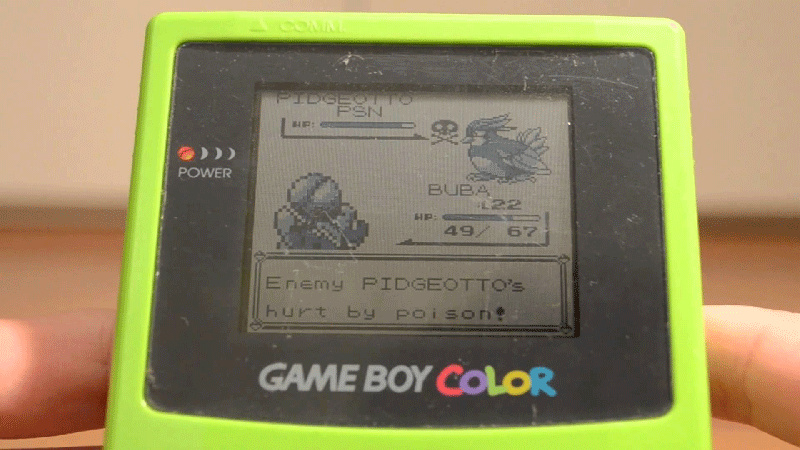 COMM.
PIDGEOTTO
PSN
HP:
BUBA
:L22
HP:
49/ 67
Enemy PIDGEOTTO's
hurt by poison!
POWER
GAME BOY COLOR